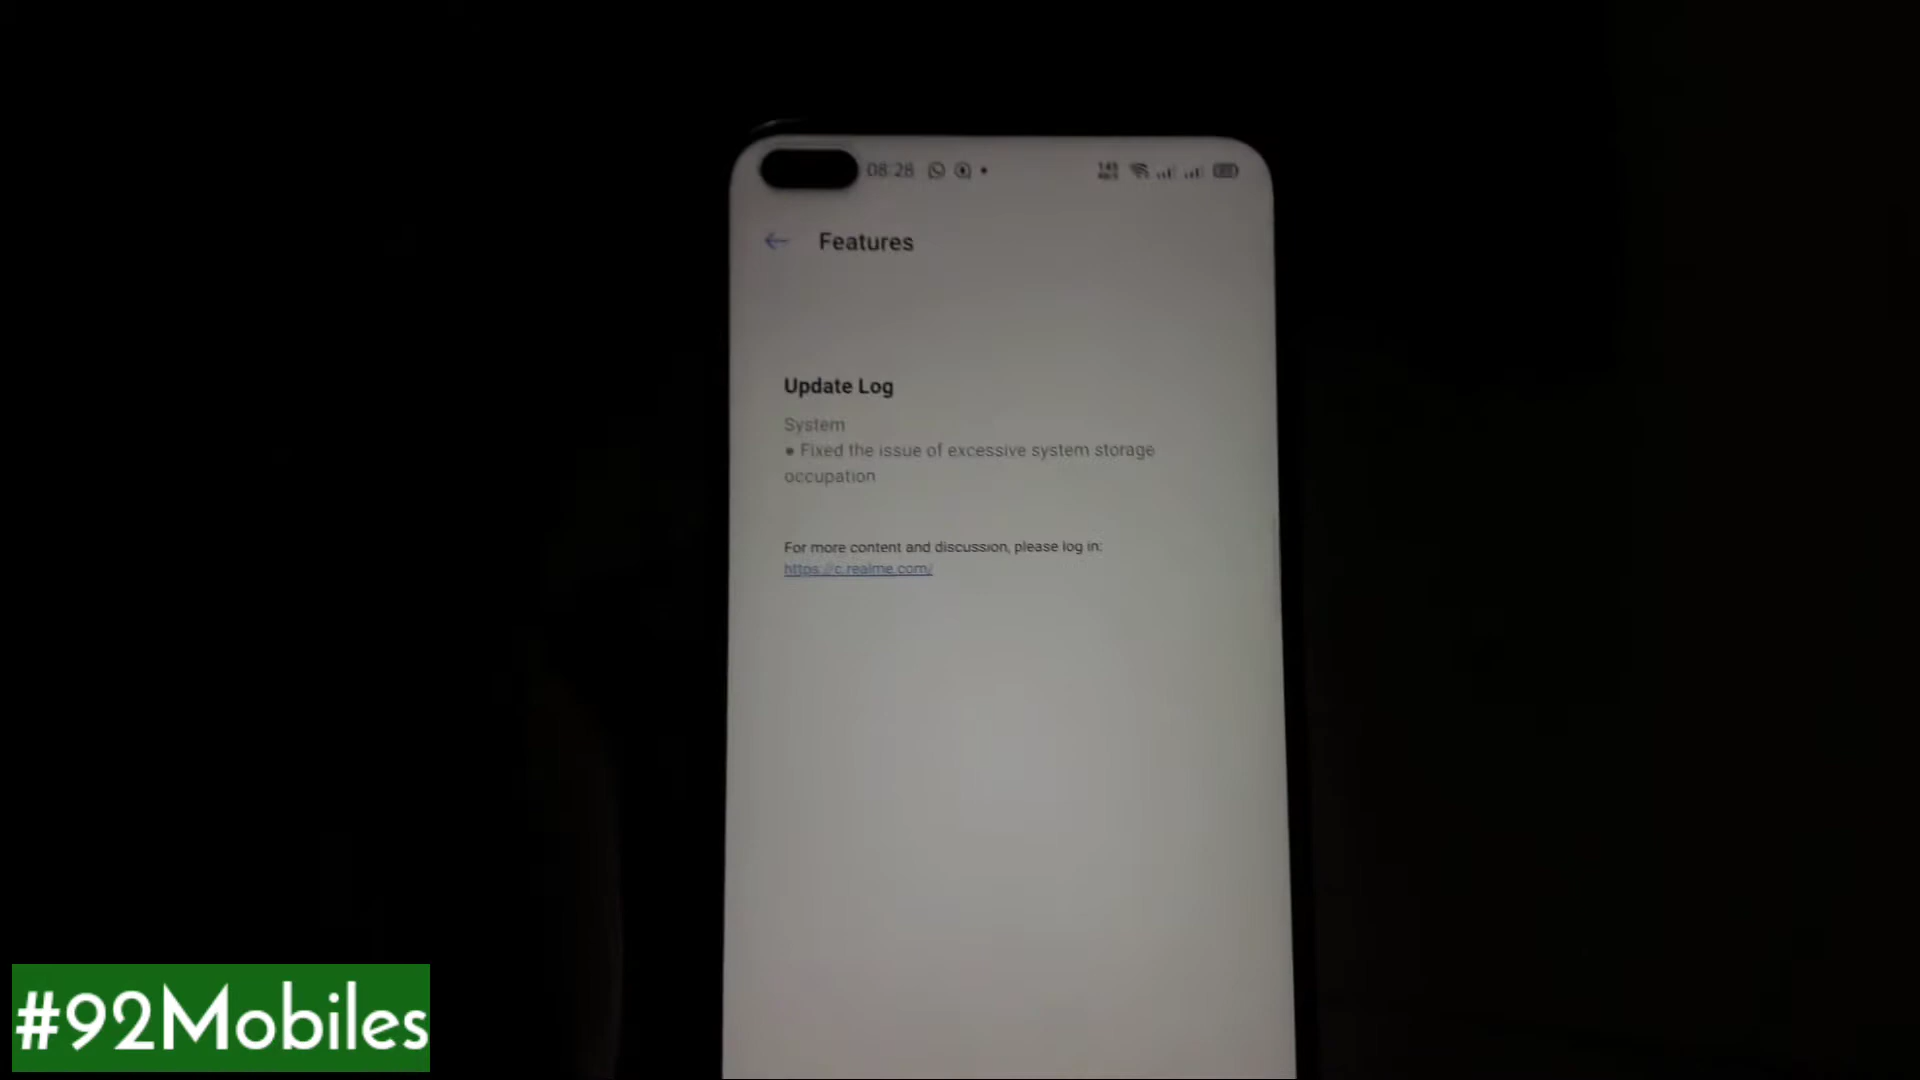 08:28
Features
Update Log
System
• Fixed the issue of excessive system storage
occupation
For more content and discussion, please log in:
https://c.realme.com/
#92Mobiles